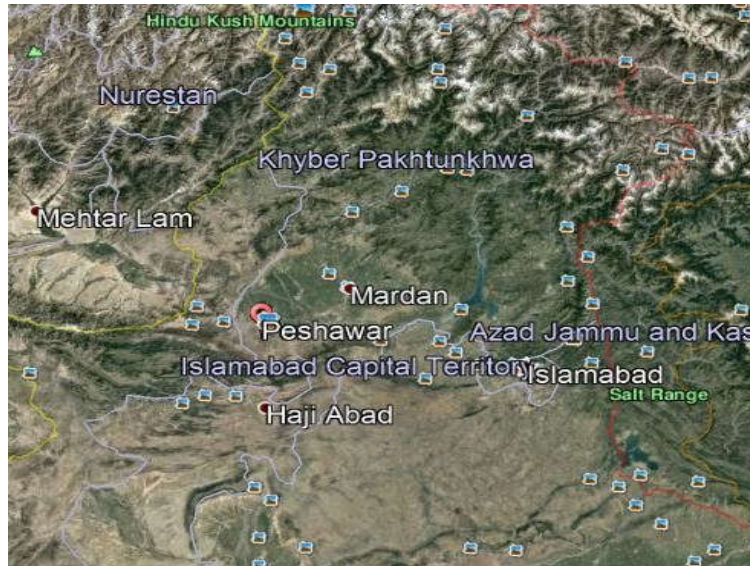 Hindu Kush Mountains
Nurestan
Khyber Pakhtunkhwa
Mehtar Lam
Mardan
Peshawar
Azad Jammu and Kas
Islamabad Capital Territory
Islamabad
Salt Range
Haji Abad